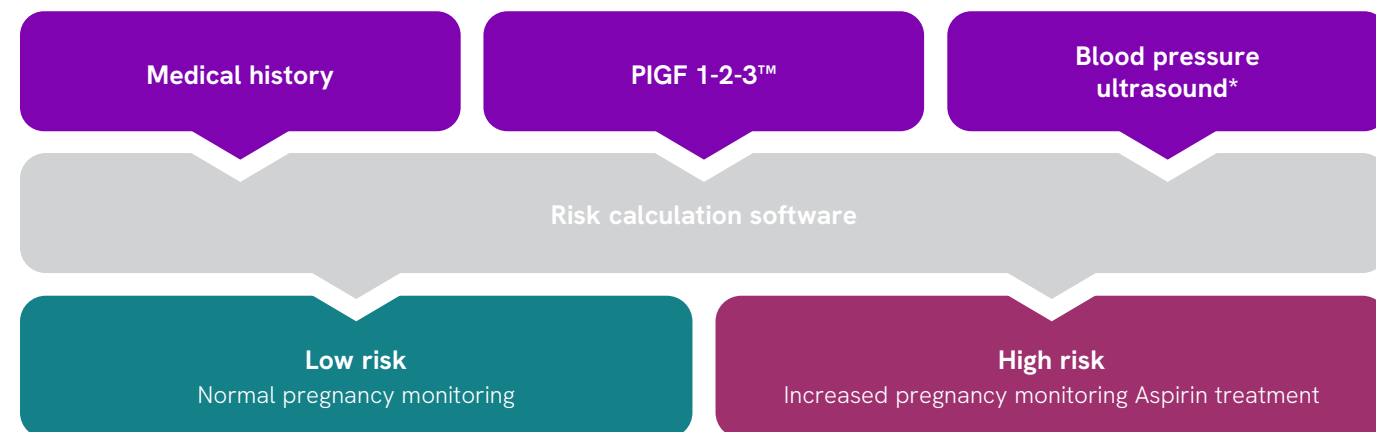 Medical history
PlGF 1-2-3™
Blood pressure
ultrasound*
Risk calculation software
Low risk
Normal pregnancy monitoring
High risk
Increased pregnancy monitoring Aspirin treatment